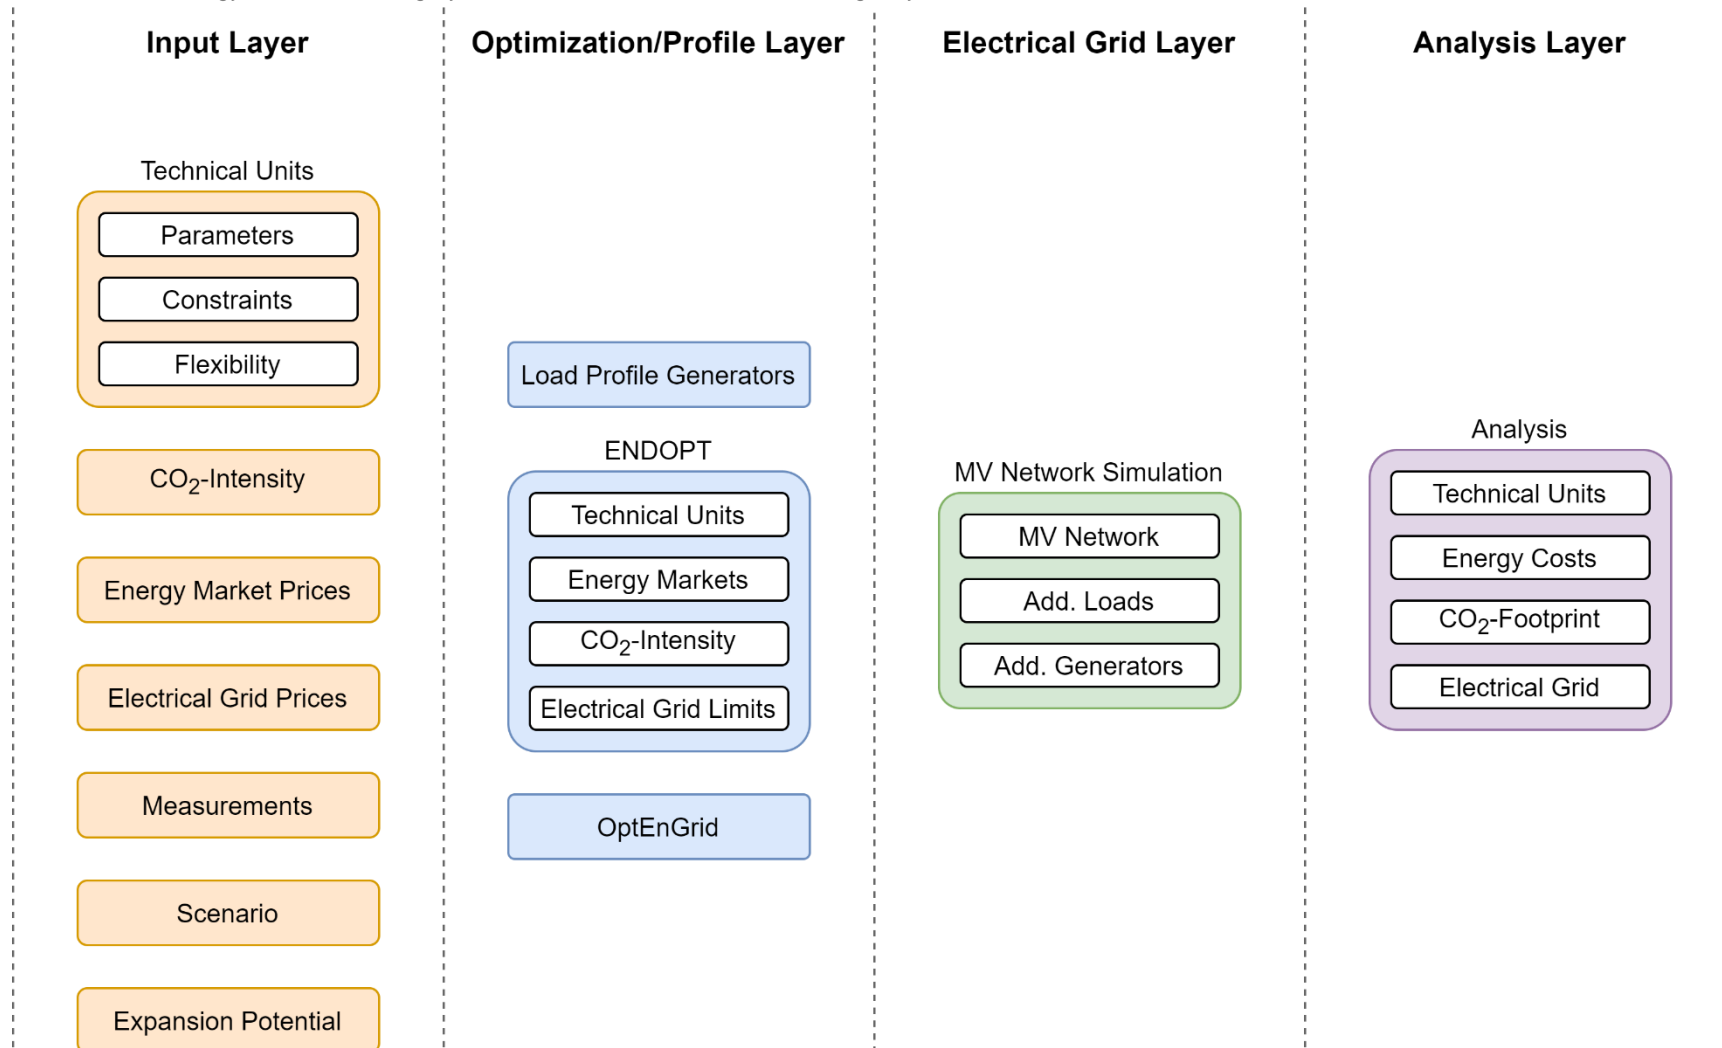 Input Layer
Technical Units
Parameters
Constraints
Flexibility
CO₂-Intensity
Energy Market Prices
Electrical Grid Prices
Measurements
Scenario
Expansion Potential
Optimization/Profile Layer
Load Profile Generators
ENDOPT
Technical Units
Energy Markets
CO₂-Intensity
Electrical Grid Limits
OptEnGrid
Electrical Grid Layer
MV Network Simulation
MV Network
Add. Loads
Add. Generators
Analysis Layer
Analysis
Technical Units
Energy Costs
CO₂-Footprint
Electrical Grid